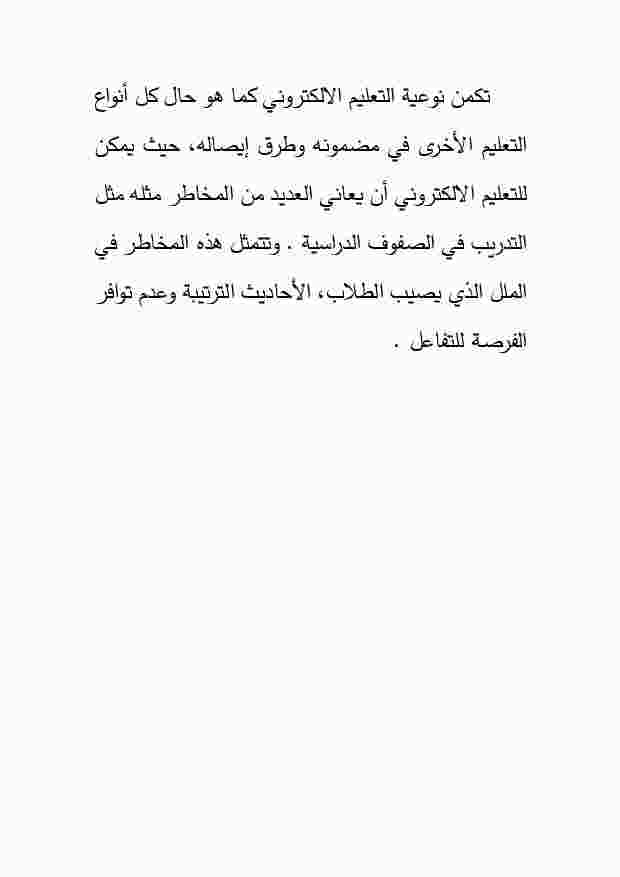 تكمن نوعية التعليم الالكتروني كما هو حال كل أنواع
التعليم الأخرى في مضمونه وطرق إيصاله، حيث يمكن
للتعليم الالكتروني أن يعاني العديد من المخاطر مثله مثل
التدريب في الصفوف الدراسية . وتتمثل هذه المخاطر في
الملل الذي يصيب الطلاب، الأحاديث الترتيبة وعدم توافر
الفرصة للتفاعل .